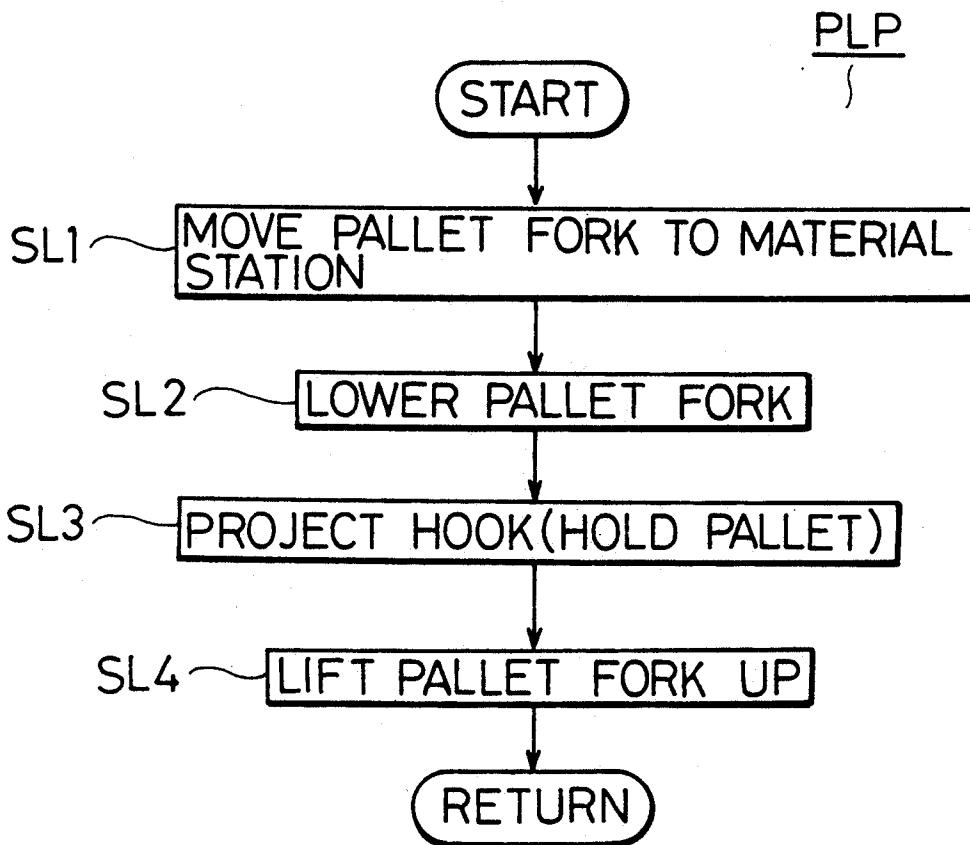 PLP
START
SL1
MOVE PALLET FORK TO MATERIAL
STATION
SL2
LOWER PALLET FORK
SL3
PROJECT HOOK(HOLD PALLET)
SL4
LIFT PALLET FORK UP
RETURN